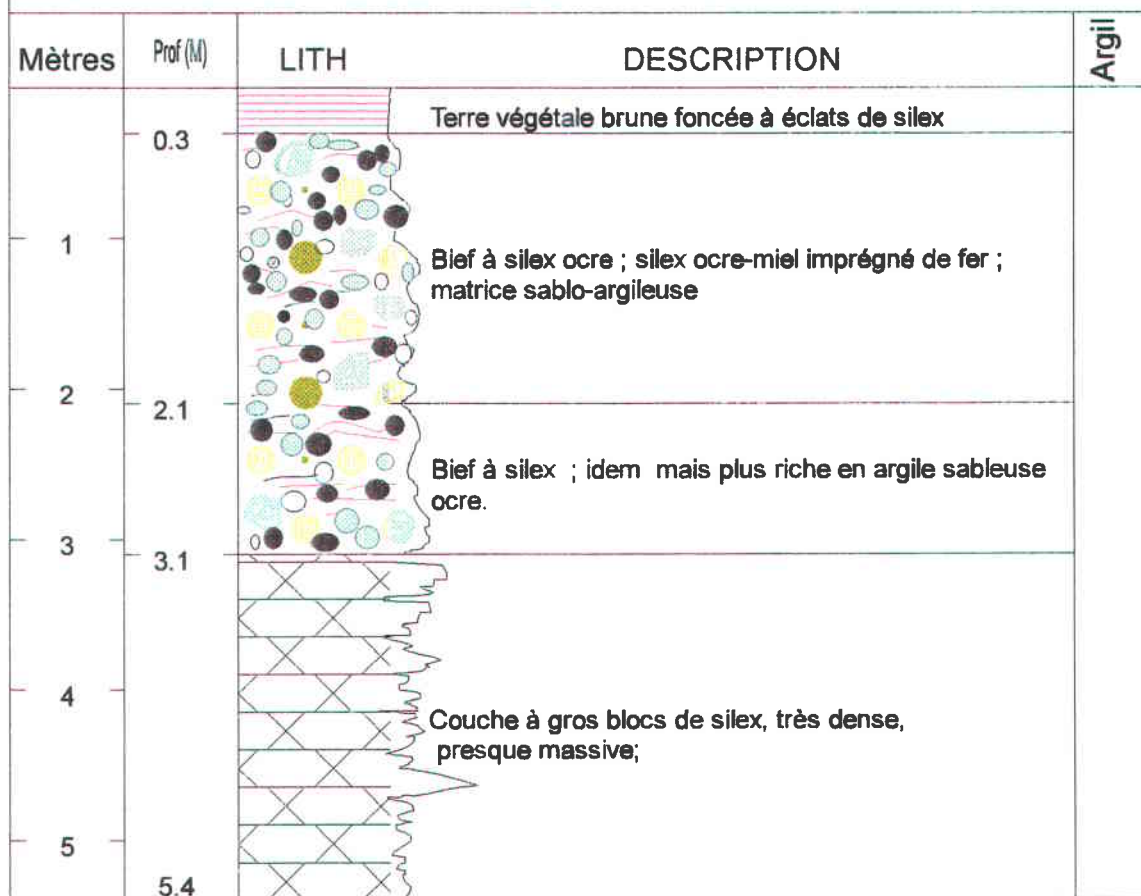 Mètres Prof (M) LITH DESCRIPTION Argil
Terre végétale brune foncée à éclats de silex
0.3
1
Bief à silex ocre ; silex ocre-miel imprégné de fer ;
matrice sablo-argileuse
2
2.1
Bief à silex ; idem mais plus riche en argile sableuse
ocre.
3
3.1
4
Couche à gros blocs de silex, très dense,
presque massive;
5
5.4